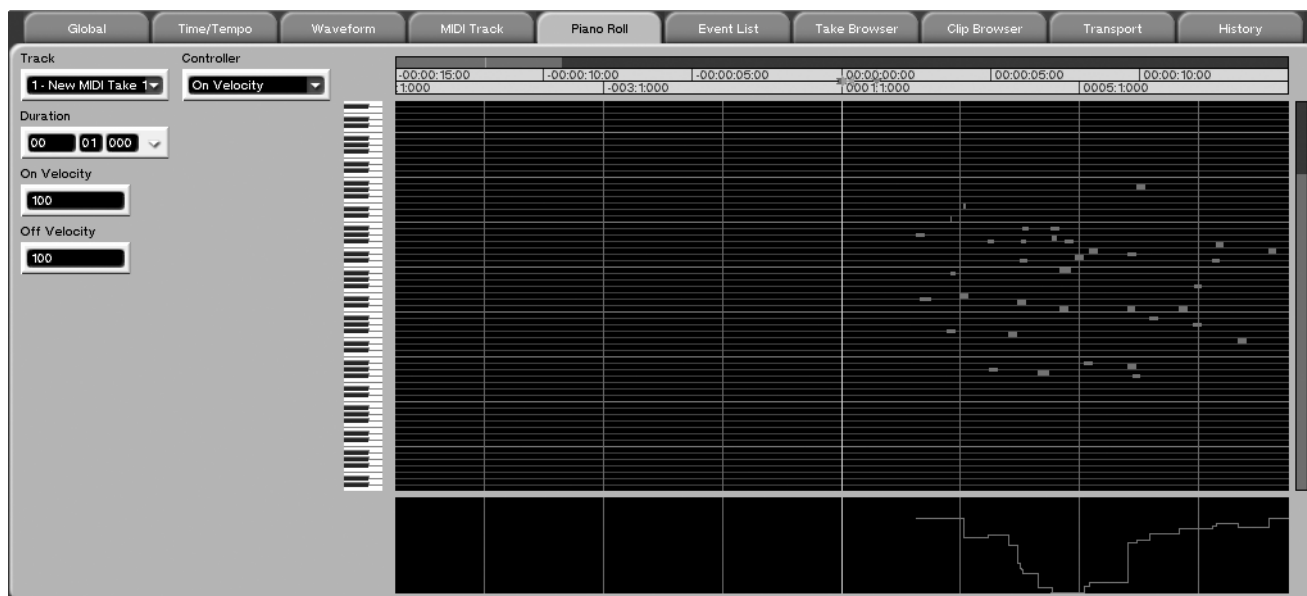 Global Time/Tempo Waveform MIDI Track Piano Roll Event List Take Browser Clip Browser Transport History
Track Controller
1 - New MIDI Take 1 On Velocity
-00:00:15:00 -00:00:10:00 -00:00:05:00 00:00:00:00 00:00:05:00 00:00:10:00
1:000 -003:1:000 0001:1:000 0005:1:000
Duration
00 01 000
On Velocity
100
Off Velocity
100